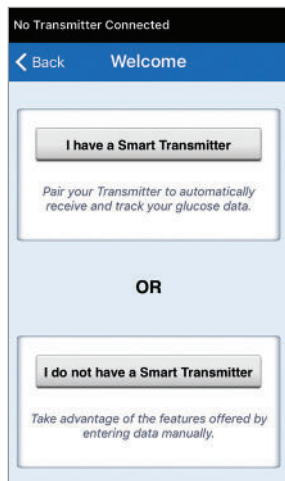 No Transmitter Connected
Back Welcome
I have a Smart Transmitter
Pair your Transmitter to automatically
receive and track your glucose data.
OR
I do not have a Smart Transmitter
Take advantage of the features offered by
entering data manually.